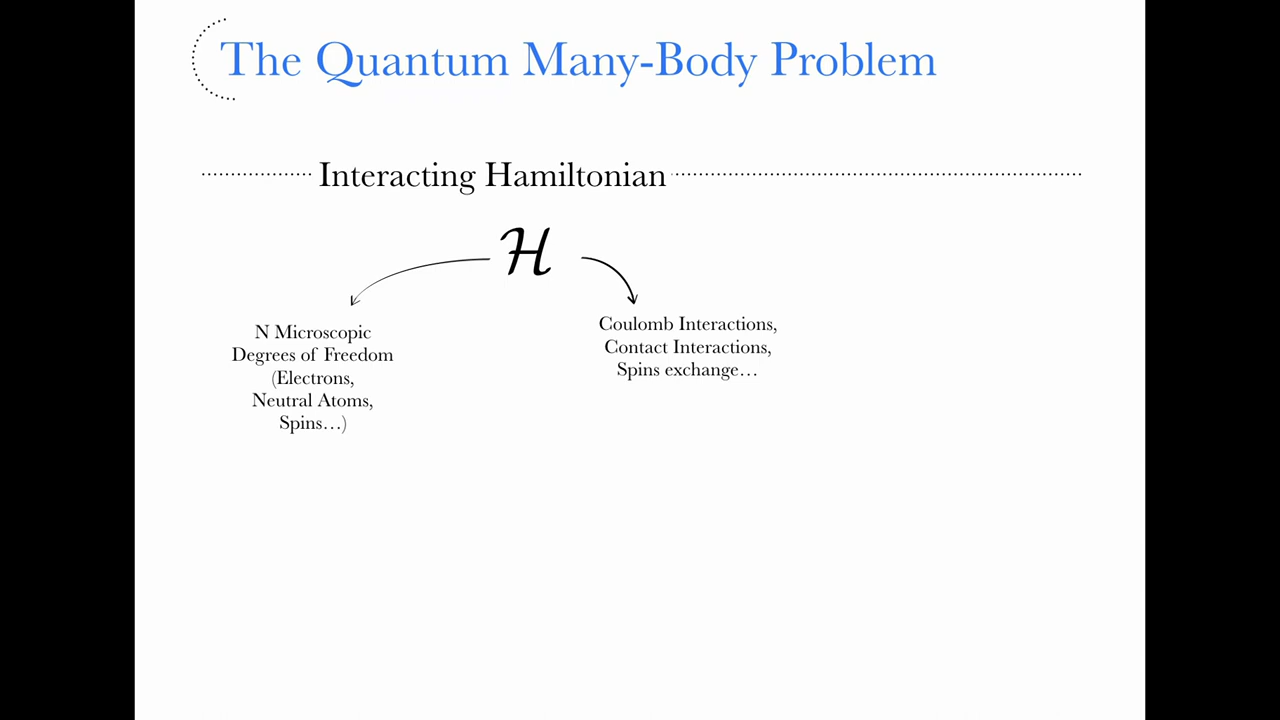 The Quantum Many-Body Problem
Interacting Hamiltonian
ℋ
N Microscopic
Degrees of Freedom
(Electrons,
Neutral Atoms,
Spins…)
Coulomb Interactions,
Contact Interactions,
Spins exchange…